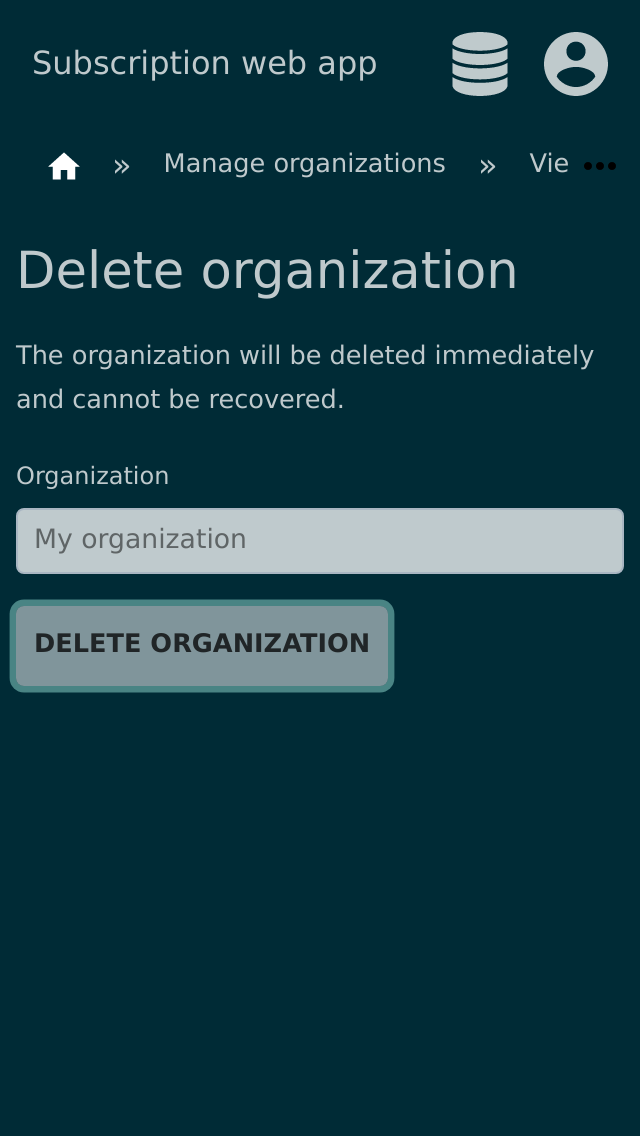 Subscription web app
» Manage organizations » Vie
Delete organization
The organization will be deleted immediately
and cannot be recovered.
Organization
My organization
DELETE ORGANIZATION